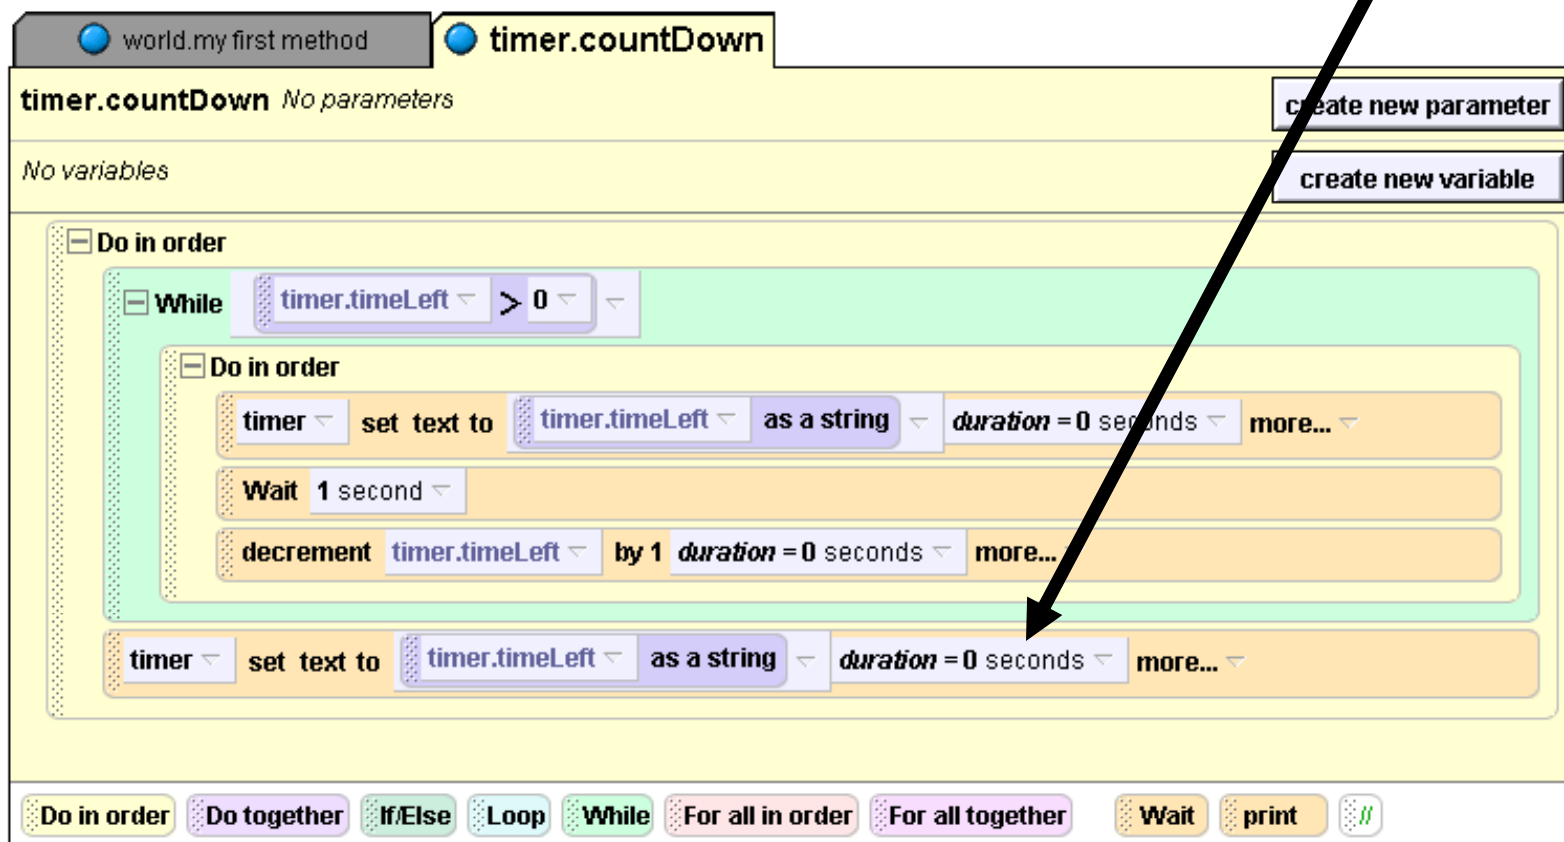 world.my first method timer.countDown
timer.countDown No parameters create new parameter
No variables create new variable
Do in order
While timer.timeLeft > 0
Do in order
timer set text to timer.timeLeft as a string duration = 0 seconds more...
Wait 1 second
decrement timer.timeLeft by 1 duration = 0 seconds more...
timer set text to timer.timeLeft as a string duration = 0 seconds more...
Do in order Do together If/Else Loop While For all in order For all together Wait print //